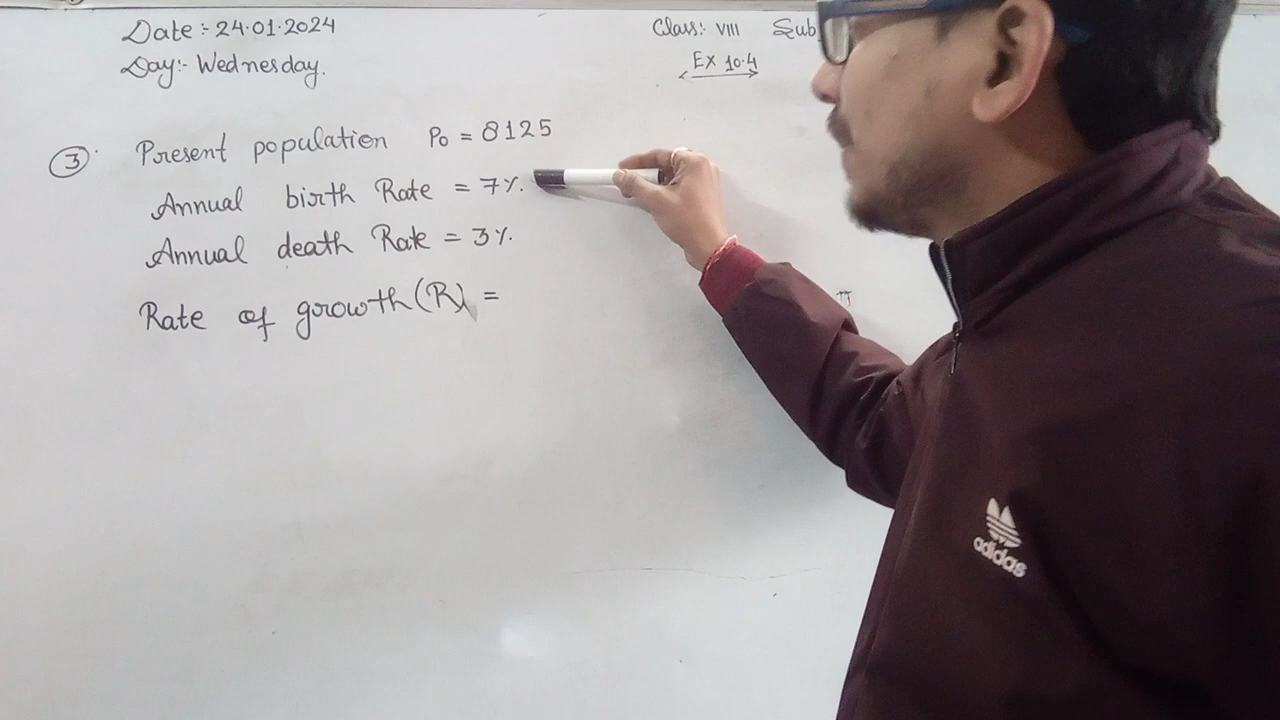 Date :- 24.01.2024
Day:- Wednesday.
Class:- VIII Sub
EX 10.4
③. Present population P0 = 8125
Annual birth Rate = 7%.
Annual death Rate = 3%.
Rate of growth(R) =
adidas